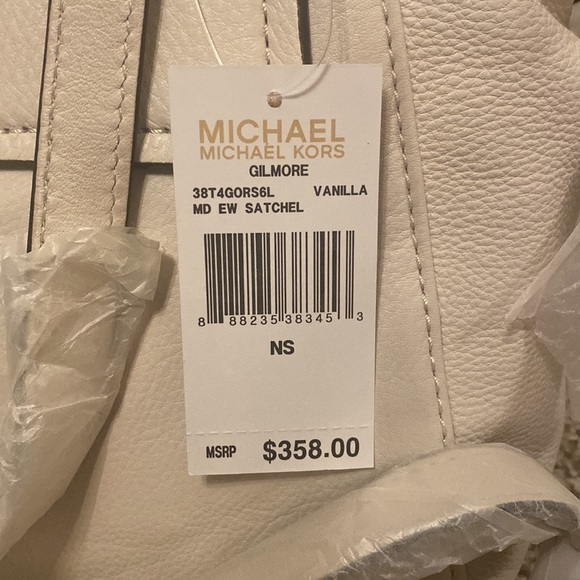 MICHAEL
MICHAEL KORS
GILMORE
38T4GORS6L VANILLA
MD EW SATCHEL
8 88235 38345 3
NS
MSRP $358.00